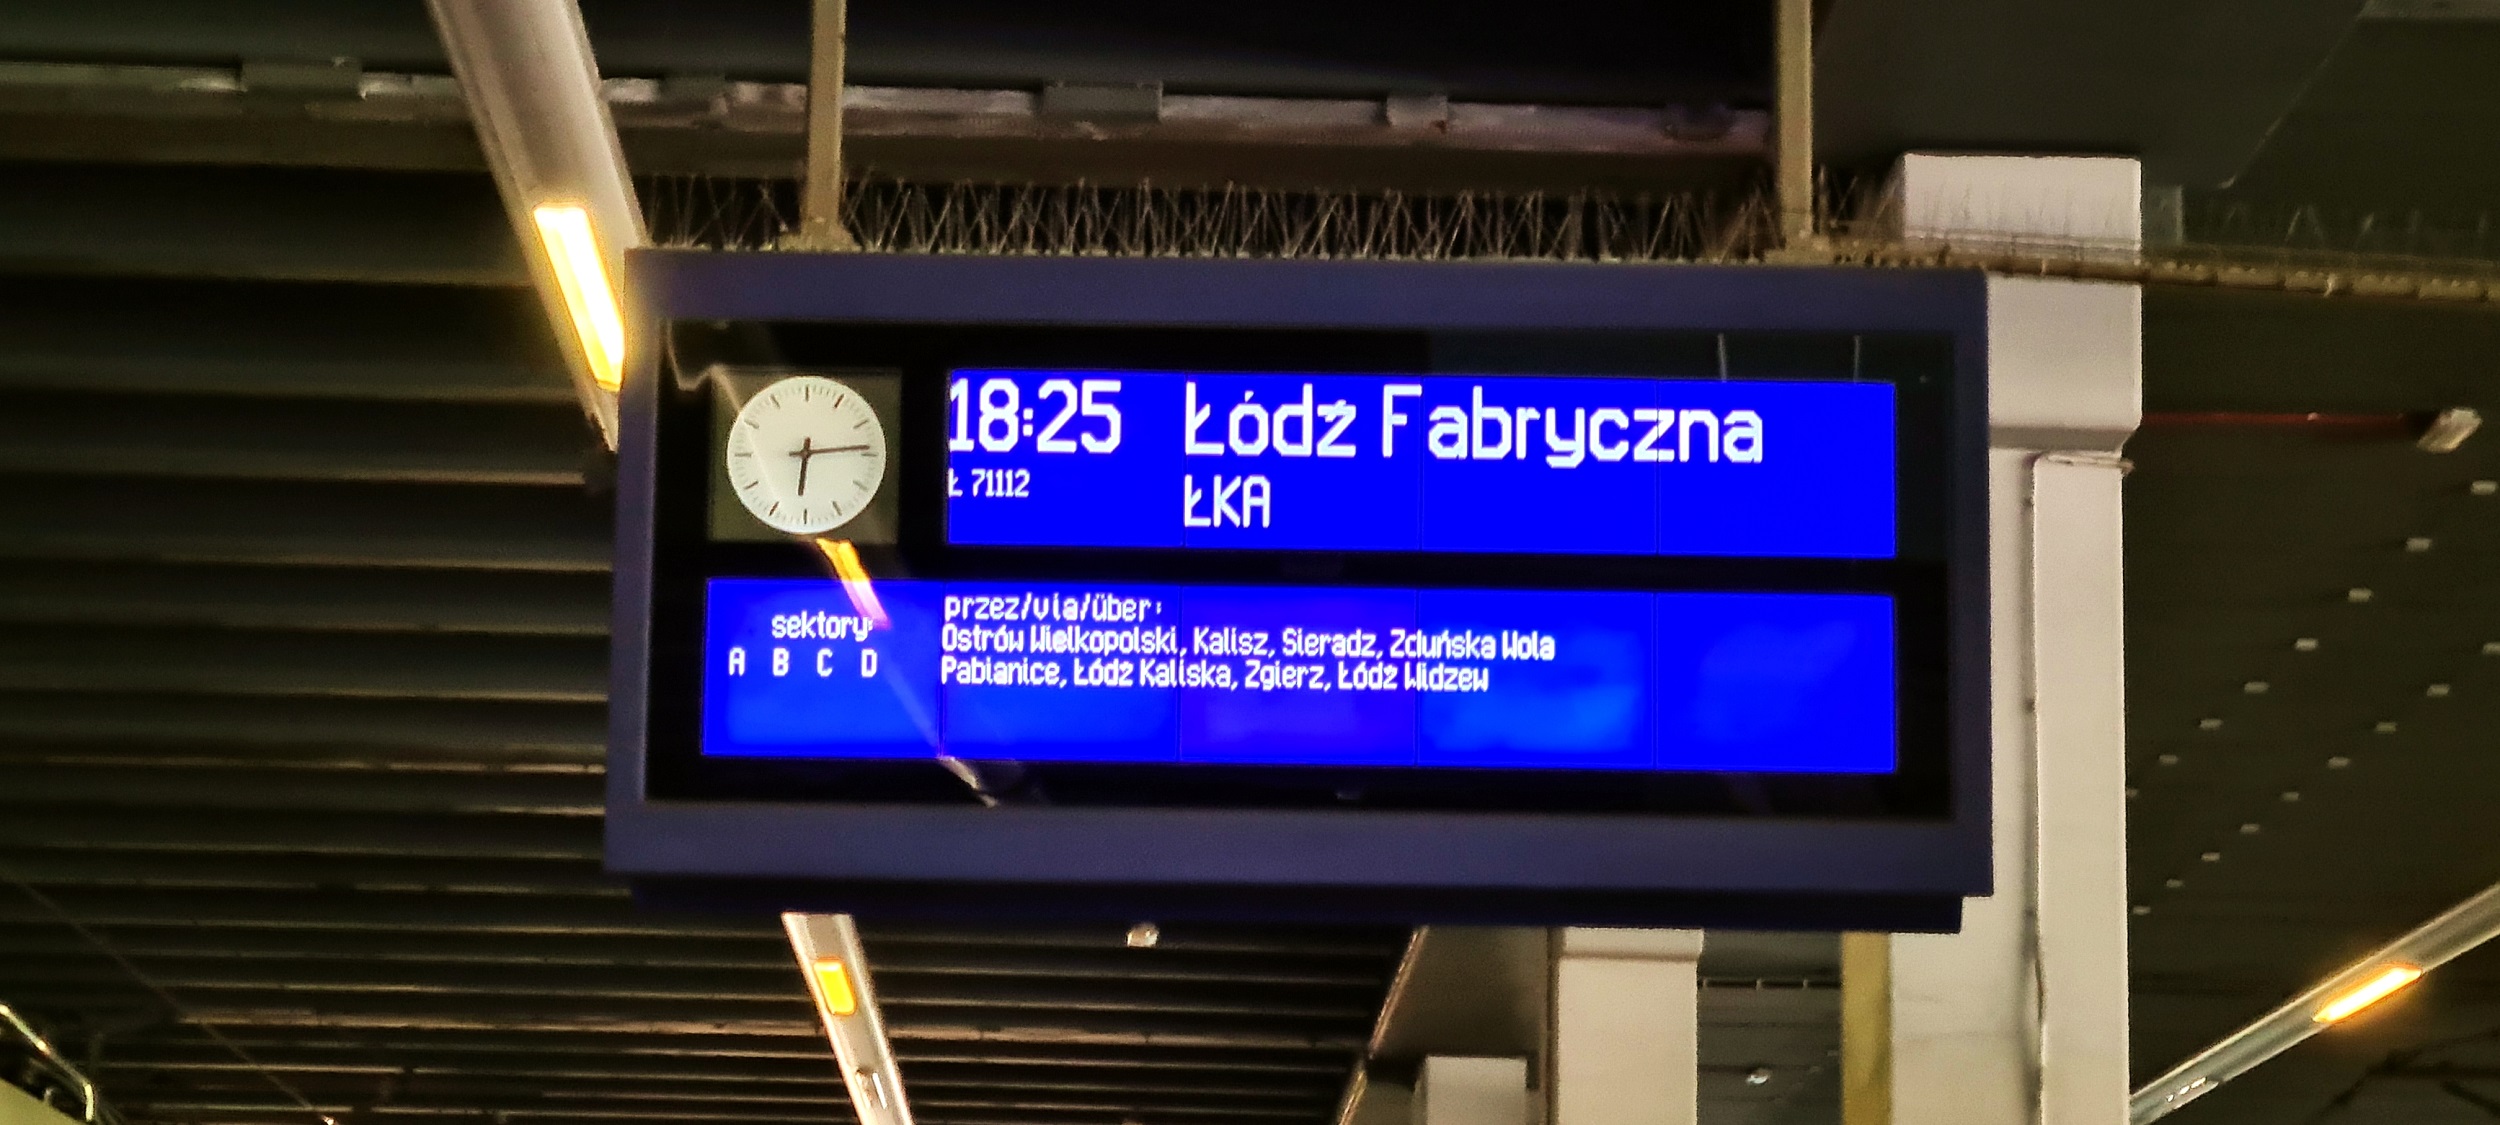 18:25 Łódź Fabryczna
Ł 71112 ŁKA
sektory:
A B C D
przez/via/über:
Ostrów Wielkopolski, Kalisz, Sieradz, Zduńska Wola
Pabianice, Łódź Kaliska, Zgierz, Łódź Widzew